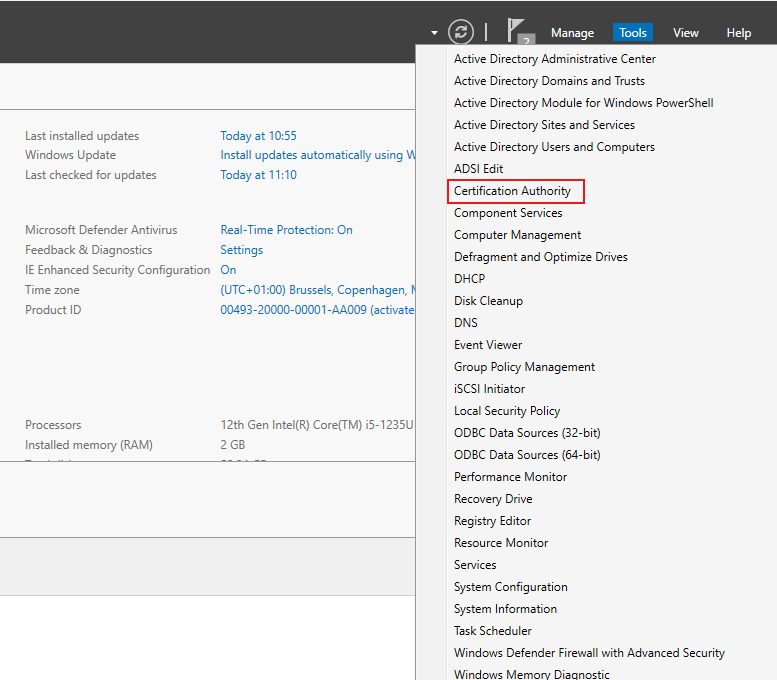 2
Manage
Tools
View
Help
Last installed updates
Today at 10:55
Windows Update
Install updates automatically using W
Last checked for updates
Today at 11:10
Microsoft Defender Antivirus
Real-Time Protection: On
Feedback & Diagnostics
Settings
IE Enhanced Security Configuration
On
Time zone
(UTC+01:00) Brussels, Copenhagen, M
Product ID
00493-20000-00001-AA009 (activate
Processors
12th Gen Intel(R) Core(TM) i5-1235U
Installed memory (RAM)
2 GB
Active Directory Administrative Center
Active Directory Domains and Trusts
Active Directory Module for Windows PowerShell
Active Directory Sites and Services
Active Directory Users and Computers
ADSI Edit
Certification Authority
Component Services
Computer Management
Defragment and Optimize Drives
DHCP
Disk Cleanup
DNS
Event Viewer
Group Policy Management
iSCSI Initiator
Local Security Policy
ODBC Data Sources (32-bit)
ODBC Data Sources (64-bit)
Performance Monitor
Recovery Drive
Registry Editor
Resource Monitor
Services
System Configuration
System Information
Task Scheduler
Windows Defender Firewall with Advanced Security
Windows Memory Diagnostic